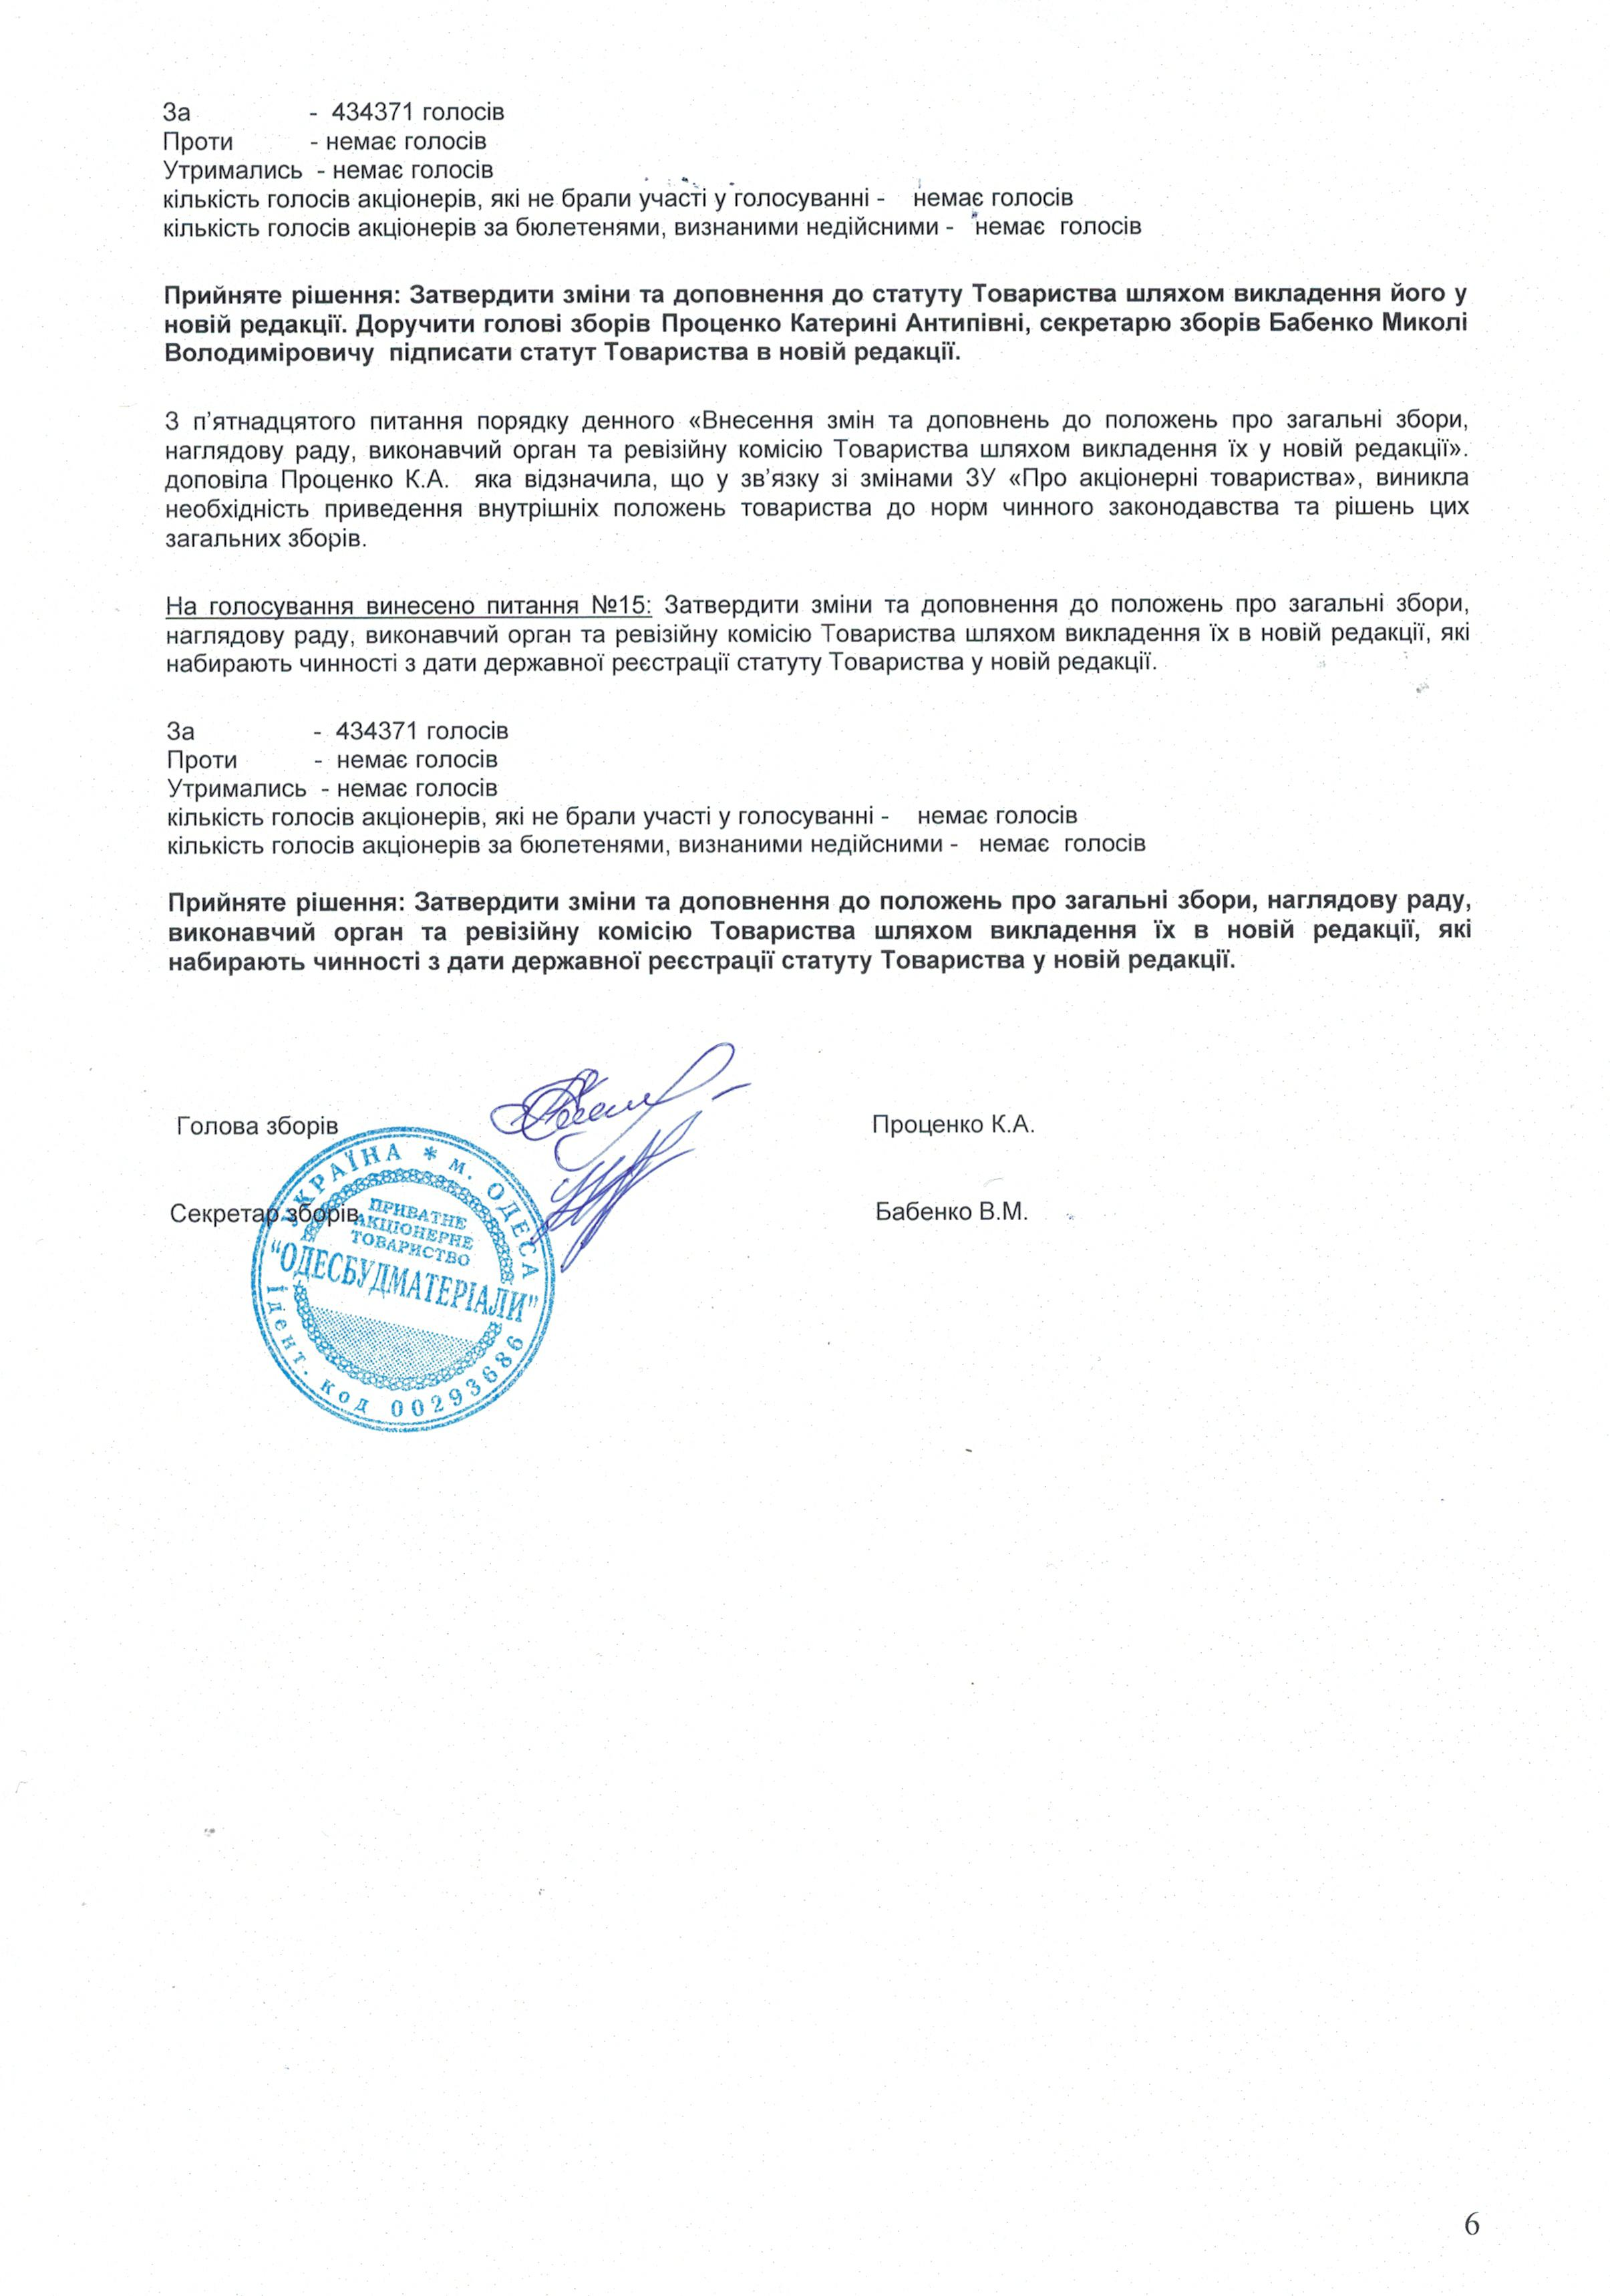 За - 434371 голосів
Проти - немає голосів
Утримались - немає голосів
кількість голосів акціонерів, які не брали участі у голосуванні - немає голосів
кількість голосів акціонерів за бюлетенями, визнаними недійсними - немає голосів
Прийняте рішення: Затвердити зміни та доповнення до статуту Товариства шляхом викладення його у
новій редакції. Доручити голові зборів Проценко Катерині Антипівні, секретарю зборів Бабенко Миколі
Володиміровичу підписати статут Товариства в новій редакції.
З п'ятнадцятого питання порядку денного «Внесення змін та доповнень до положень про загальні збори,
наглядову раду, виконавчий орган та ревізійну комісію Товариства шляхом викладення їх у новій редакції».
доповіла Проценко К.А. яка відзначила, що у зв'язку зі змінами ЗУ «Про акціонерні товариства», виникла
необхідність приведення внутрішніх положень товариства до норм чинного законодавства та рішень цих
загальних зборів.
На голосування винесено питання №15: Затвердити зміни та доповнення до положень про загальні збори,
наглядову раду, виконавчий орган та ревізійну комісію Товариства шляхом викладення їх в новій редакції, які
набирають чинності з дати державної реєстрації статуту Товариства у новій редакції.
За - 434371 голосів
Проти - немає голосів
Утримались - немає голосів
кількість голосів акціонерів, які не брали участі у голосуванні - немає голосів
кількість голосів акціонерів за бюлетенями, визнаними недійсними - немає голосів
Прийняте рішення: Затвердити зміни та доповнення до положень про загальні збори, наглядову раду,
виконавчий орган та ревізійну комісію Товариства шляхом викладення їх в новій редакції, які
набирають чинності з дати державної реєстрації статуту Товариства у новій редакції.
Голова зборів Проценко К.А.
Секретар зборів Бабенко В.М.
УКРАЇНА * м. ОДЕСА
ПРИВАТНЕ
АКЦІОНЕРНЕ
ТОВАРИСТВО
"ОДЕСБУДМАТЕРІАЛИ"
Ідент. код 00293686
6